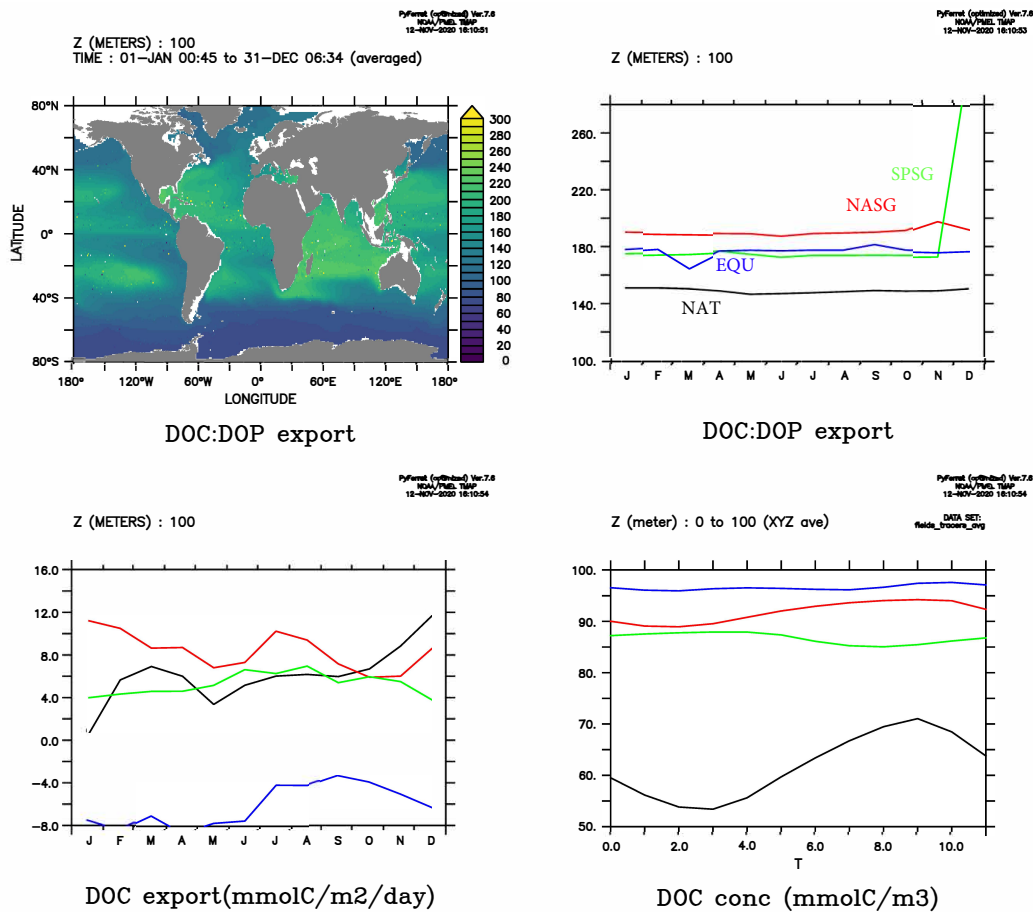 PyFerret (optimized) Ver.7.6
NOAA/PMEL TMAP
12-NOV-2020 16:10:51
Z (METERS) : 100
TIME : 01-JAN 00:45 to 31-DEC 06:34 (averaged)
80°N
40°N
0°
40°S
80°S
LATITUDE
180°
120°W
60°W
0°
60°E
120°E
180°
LONGITUDE
300
280
260
240
220
200
180
160
140
120
100
80
60
40
20
0
DOC:DOP export
PyFerret (optimized) Ver.7.6
NOAA/PMEL TMAP
12-NOV-2020 16:10:53
Z (METERS) : 100
260.
220.
180.
140.
100.
SPSG
NASG
EQU
NAT
J F M A M J J A S O N D
DOC:DOP export
PyFerret (optimized) Ver.7.6
NOAA/PMEL TMAP
12-NOV-2020 16:10:54
Z (METERS) : 100
16.0
12.0
8.0
4.0
0.0
-4.0
-8.0
J F M A M J J A S O N D
DOC export(mmolC/m2/day)
PyFerret (optimized) Ver.7.6
NOAA/PMEL TMAP
12-NOV-2020 16:10:54
Z (meter) : 0 to 100 (XYZ ave)
DATA SET:
fields_tracers_avg
100.
90.
80.
70.
60.
50.
0.0 2.0 4.0 6.0 8.0 10.0
T
DOC conc (mmolC/m3)